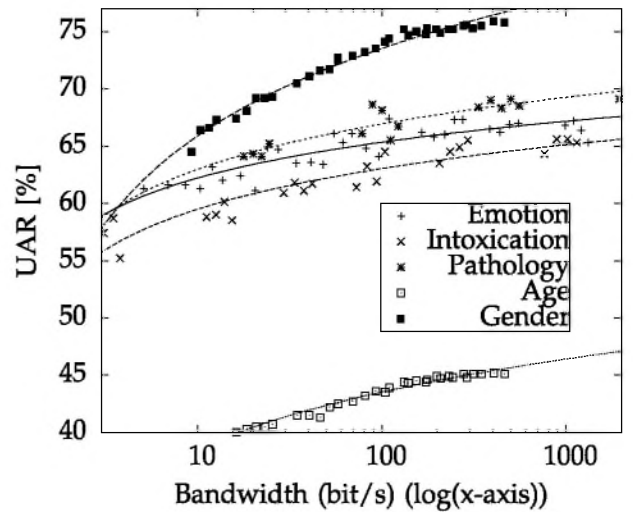 75
70
65
60
55
50
45
40
UAR [%]
Emotion
Intoxication
Pathology
Age
Gender
10
100
1000
Bandwidth (bit/s) (log(x-axis))